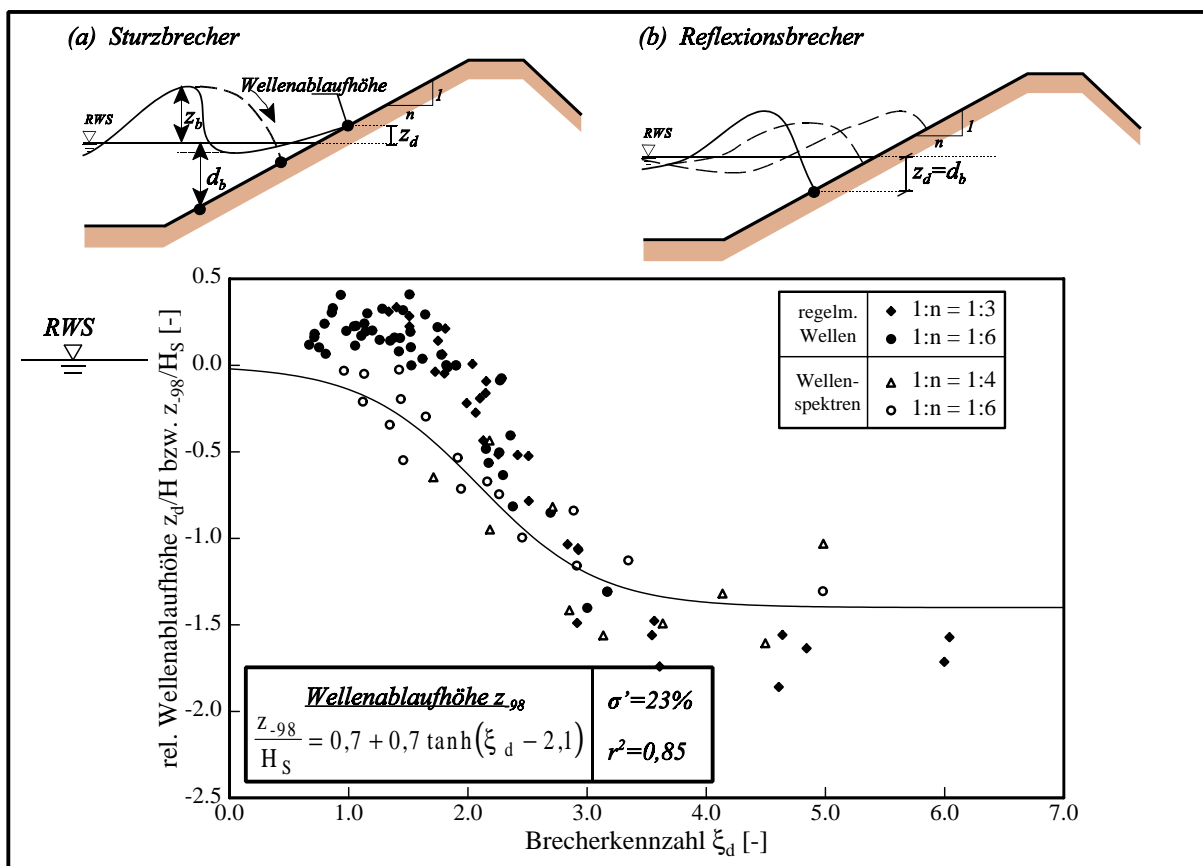 (a) Sturzbrecher
(b) Reflexionsbrecher
Wellenablaufhöhe
RWS
z_b
d_b
z_d
1
n
RWS
1
n
z_d=d_b
RWS
rel. Wellenablaufhöhe z_d/H bzw. z_-98/H_S [-]
0.5
0.0
-0.5
-1.0
-1.5
-2.0
-2.5
0.0 1.0 2.0 3.0 4.0 5.0 6.0 7.0
Brecherkennzahl ξ_d [-]
regelm. Wellen
1:n = 1:3
1:n = 1:6
Wellen-
spektren
1:n = 1:4
1:n = 1:6
Wellenablaufhöhe z_-98
z_-98/H_S = 0,7 + 0,7 tanh(ξ_d − 2,1)
σ'=23%
r²=0,85